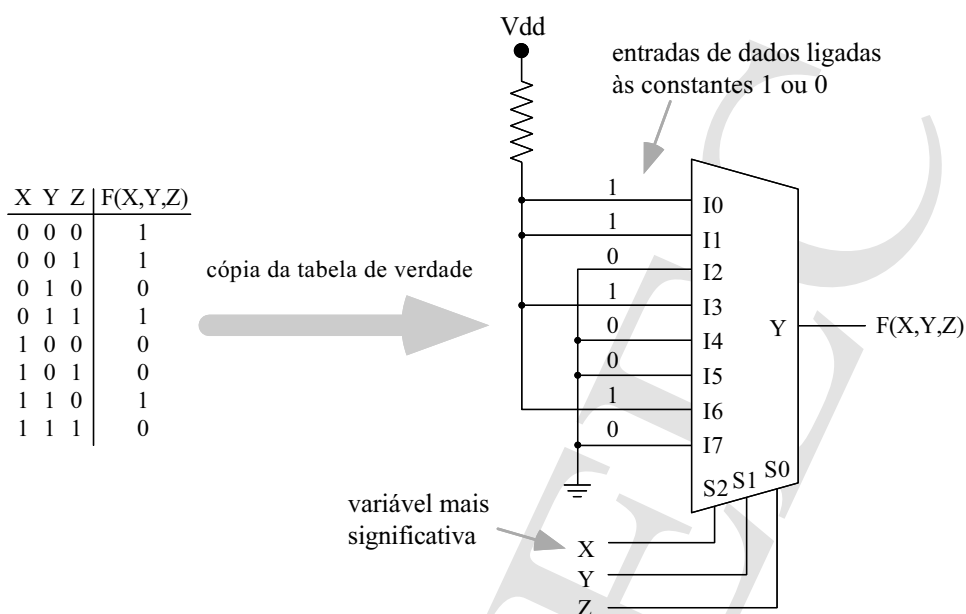 Vdd
entradas de dados ligadas
às constantes 1 ou 0
X Y Z F(X,Y,Z)
0 0 0 1
0 0 1 1
0 1 0 0
0 1 1 1
1 0 0 0
1 0 1 0
1 1 0 1
1 1 1 0
cópia da tabela de verdade
1 I0
1 I1
0 I2
1 I3
0 I4
0 I5
1 I6
0 I7
Y F(X,Y,Z)
S2 S1 S0
variável mais
significativa
X
Y
Z